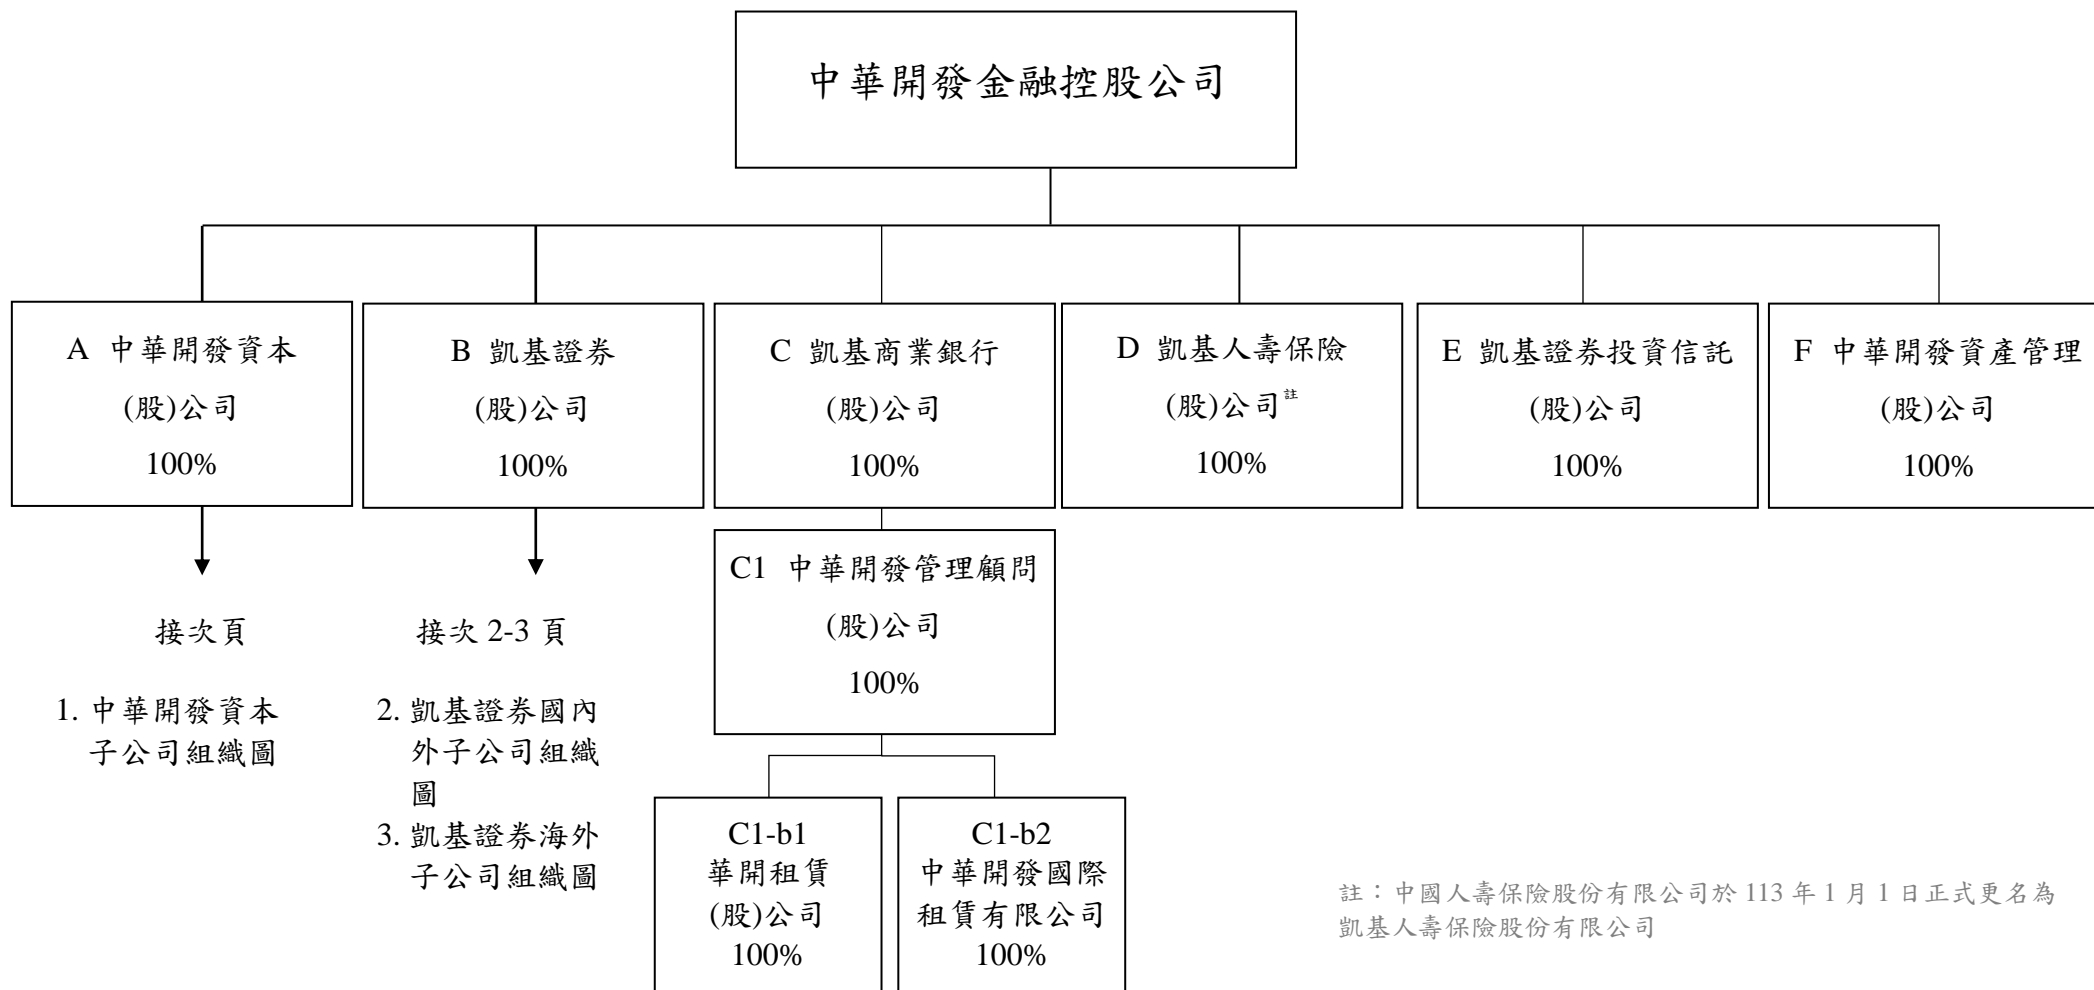 中華開發金融控股公司
A 中華開發資本
(股)公司
100%
B 凱基證券
(股)公司
100%
C 凱基商業銀行
(股)公司
100%
D 凱基人壽保險
(股)公司註
100%
E 凱基證券投資信託
(股)公司
100%
F 中華開發資產管理
(股)公司
100%
接次頁
1. 中華開發資本
子公司組織圖
接次 2-3 頁
2. 凱基證券國內
外子公司組織
圖
3. 凱基證券海外
子公司組織圖
C1 中華開發管理顧問
(股)公司
100%
C1-b1
華開租賃
(股)公司
100%
C1-b2
中華開發國際
租賃有限公司
100%
註：中國人壽保險股份有限公司於 113 年 1 月 1 日正式更名為
凱基人壽保險股份有限公司